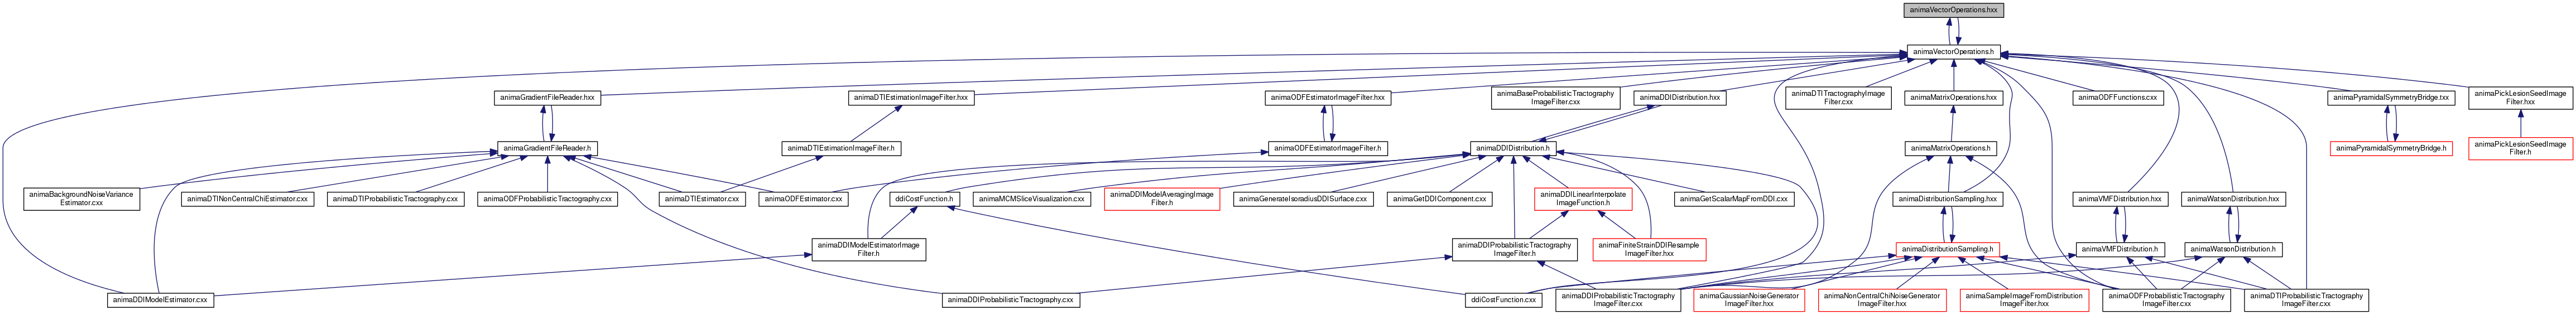 animaVectorOperations.hxx
animaVectorOperations.h
animaGradientFileReader.hxx
animaDTIEstimationImageFilter.hxx
animaODFEstimatorImageFilter.hxx
animaBaseProbabilisticTractography
ImageFilter.cxx
animaDDIDistribution.hxx
animaDTITractographyImage
Filter.cxx
animaMatrixOperations.hxx
animaODFFunctions.cxx
animaPyramidalSymmetryBridge.txx
animaPickLesionSeedImage
Filter.hxx
animaGradientFileReader.h
animaDTIEstimationImageFilter.h
animaODFEstimatorImageFilter.h
animaDDIDistribution.h
animaMatrixOperations.h
animaPyramidalSymmetryBridge.h
animaPickLesionSeedImage
Filter.h
animaBackgroundNoiseVariance
Estimator.cxx
animaDTINonCentralChiEstimator.cxx
animaDTIProbabilisticTractography.cxx
animaODFProbabilisticTractography.cxx
animaDTIEstimator.cxx
animaODFEstimator.cxx
ddiCostFunction.h
animaMCMSliceVisualization.cxx
animaDDIModelAveragingImage
Filter.h
animaGenerateIsoradiusDDISurface.cxx
animaGetDDIComponent.cxx
animaDDILinearInterpolate
ImageFunction.h
animaGetScalarMapFromDDI.cxx
animaDistributionSampling.hxx
animaVMFDistribution.hxx
animaWatsonDistribution.hxx
animaDDIModelEstimatorImage
Filter.h
animaDDIProbabilisticTractography
ImageFilter.h
animaFiniteStrainDDIResample
ImageFilter.hxx
animaDistributionSampling.h
animaVMFDistribution.h
animaWatsonDistribution.h
animaDDIModelEstimator.cxx
animaDDIProbabilisticTractography.cxx
ddiCostFunction.cxx
animaDDIProbabilisticTractography
ImageFilter.cxx
animaGaussianNoiseGenerator
ImageFilter.hxx
animaNonCentralChiNoiseGenerator
ImageFilter.hxx
animaSampleImageFromDistribution
ImageFilter.hxx
animaODFProbabilisticTractography
ImageFilter.cxx
animaDTIProbabilisticTractography
ImageFilter.cxx